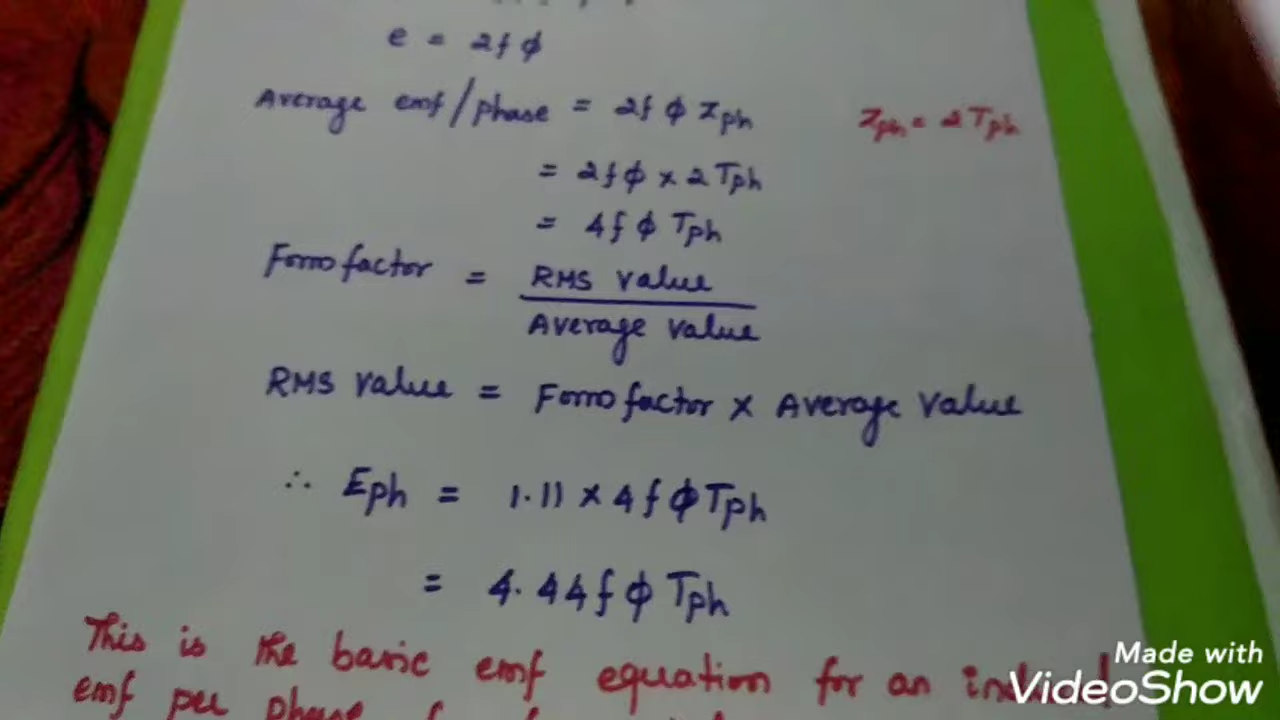 e = 2fϕ
Average emf/phase = 2fϕ Zph
Zph = 2Tph
= 2fϕ × 2Tph
= 4fϕ Tph
Form factor = RMS value
Average value
RMS value = Form factor × Average value
∴ Eph = 1.11 × 4fϕTph
= 4.44fϕTph
This is the basic emf equation for an
emf per phase
Made with
VideoShow